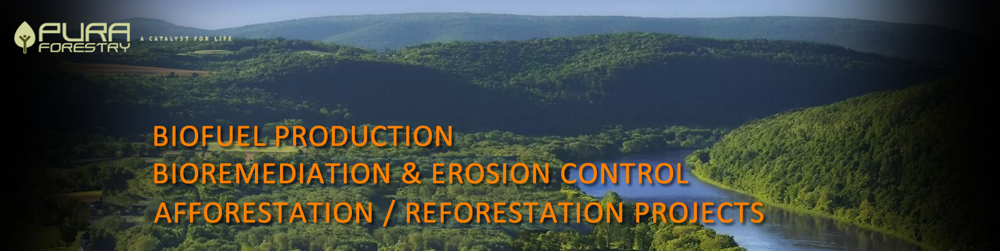 PURA
FORESTRY
A CATALYST FOR LIFE
BIOFUEL PRODUCTION
BIOREMEDIATION & EROSION CONTROL
AFFORESTATION / REFORESTATION PROJECTS